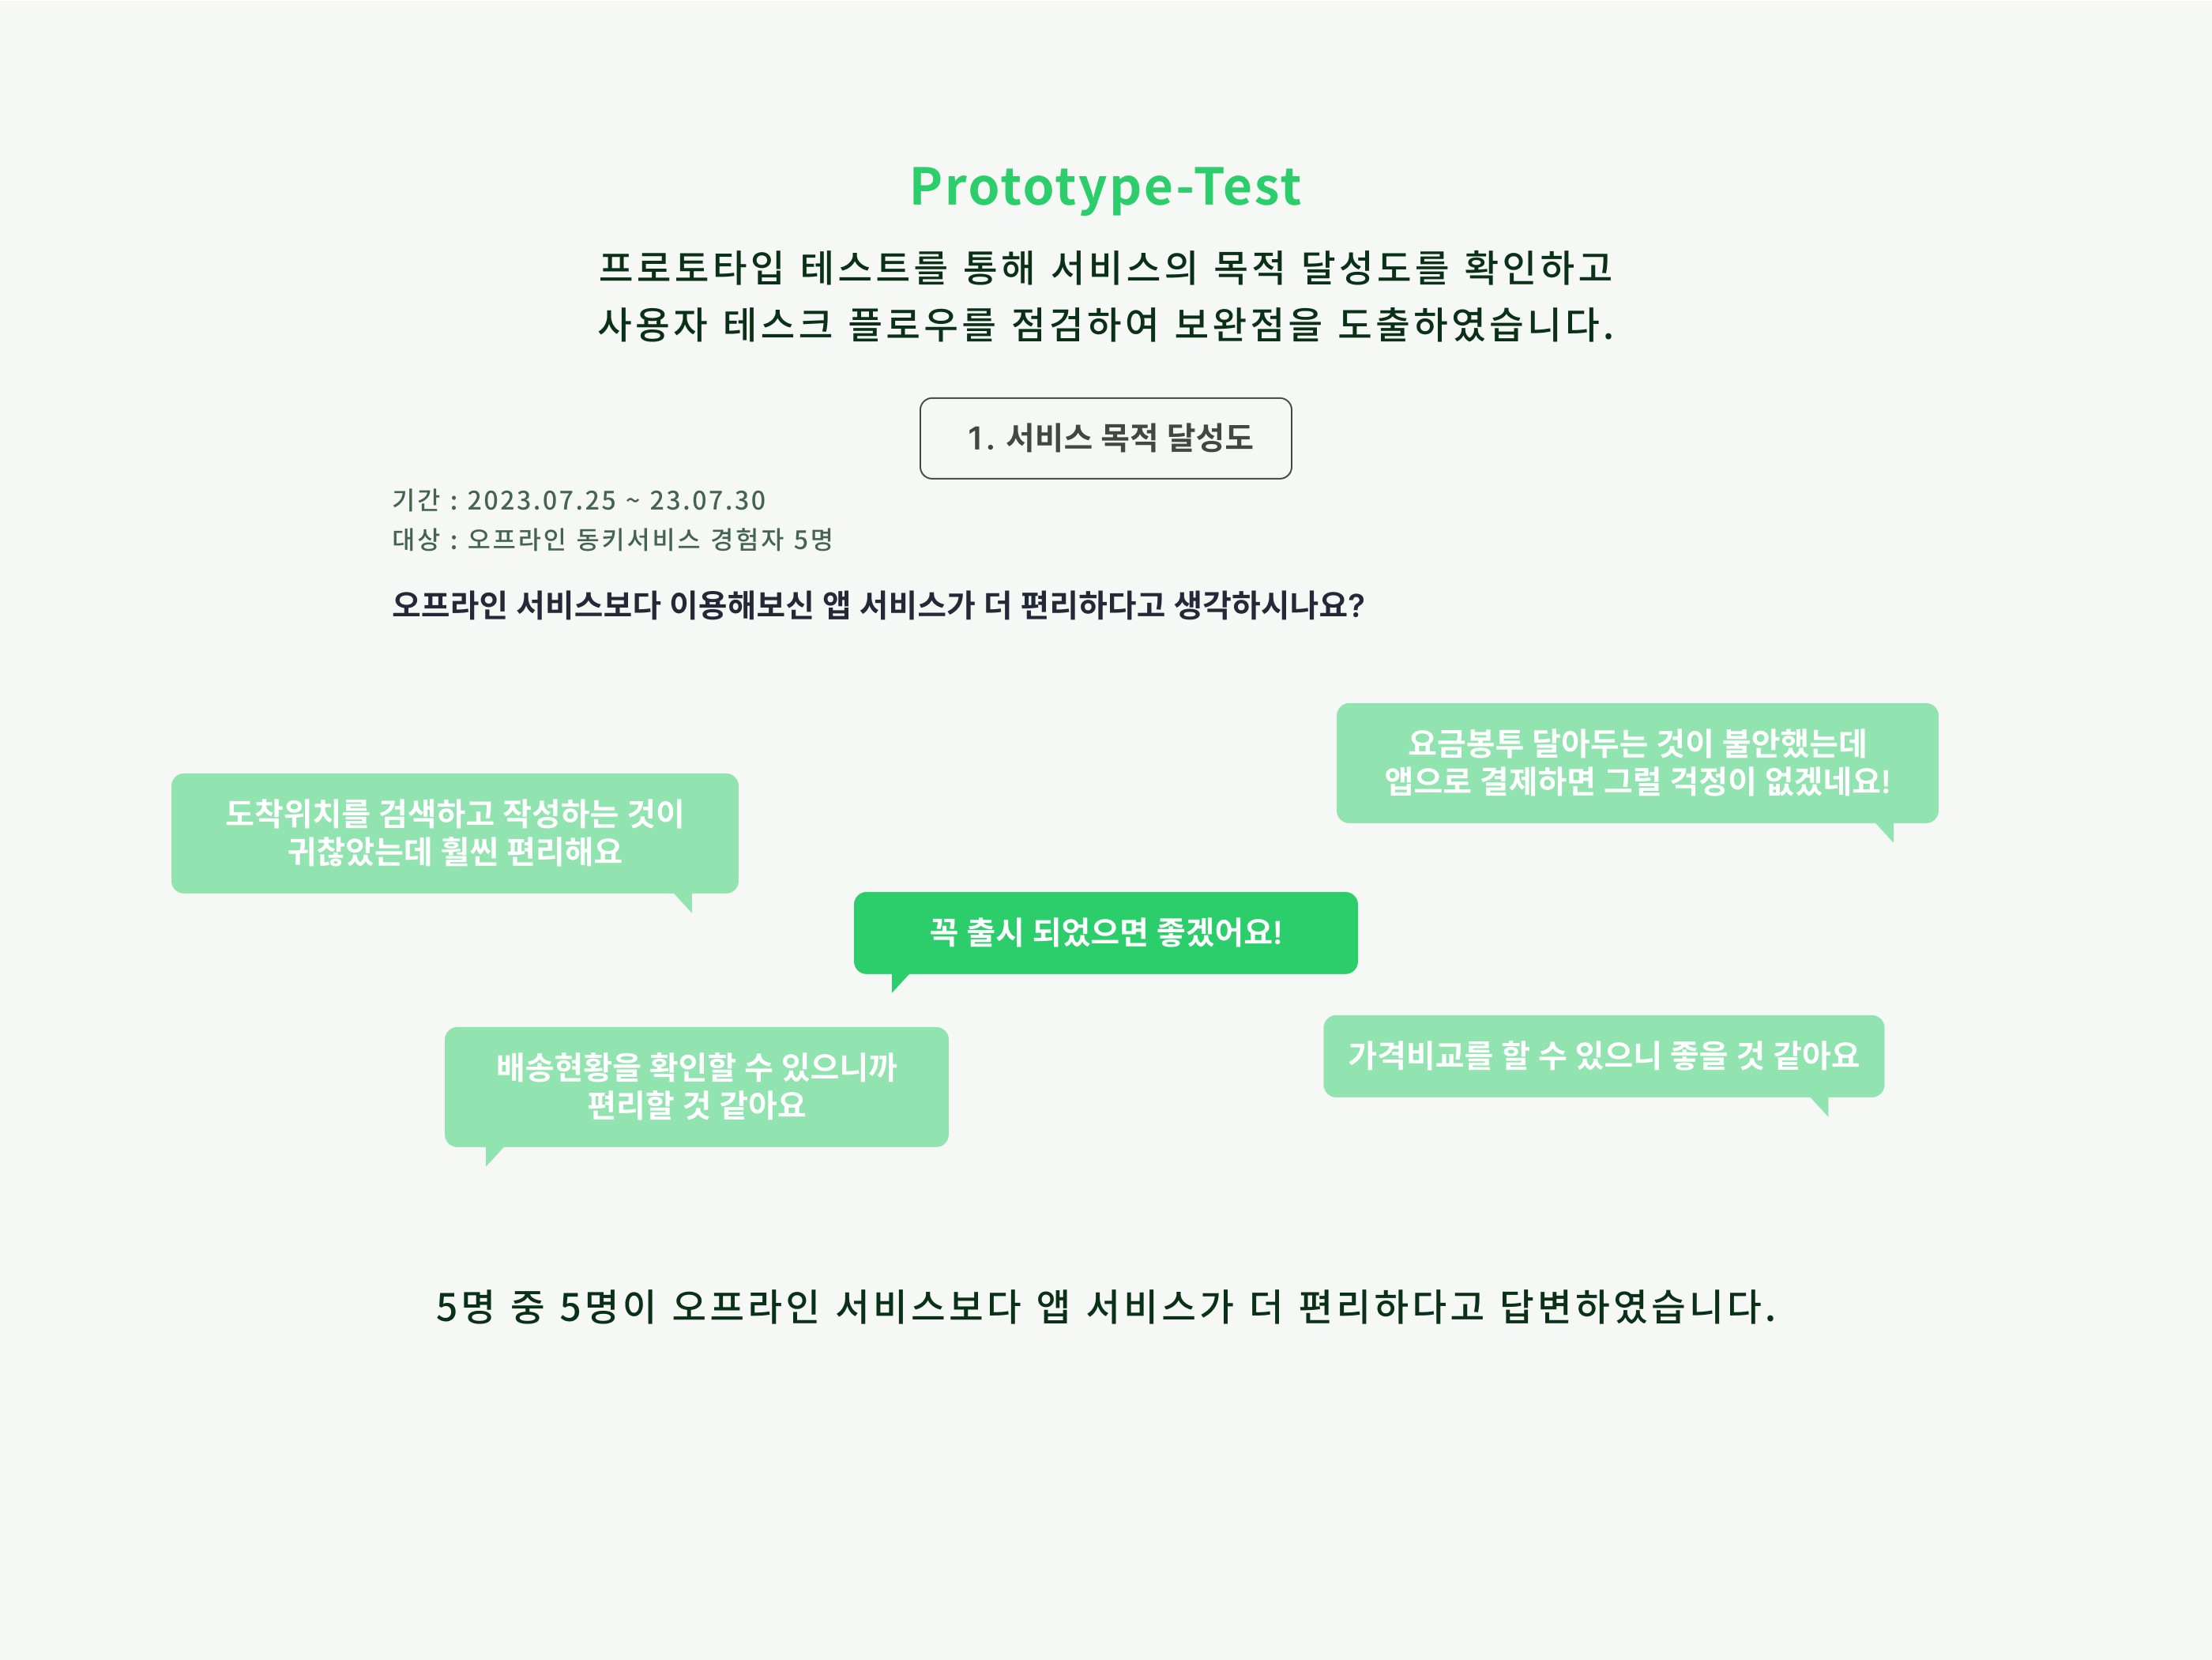 Prototype-Test
프로토타입 테스트를 통해 서비스의 목적 달성도를 확인하고
사용자 테스크 플로우를 점검하여 보완점을 도출하였습니다.
1. 서비스 목적 달성도
기간 : 2023.07.25 ~ 23.07.30
대상 : 오프라인 동키서비스 경험자 5명
오프라인 서비스보다 이용해보신 앱 서비스가 더 편리하다고 생각하시나요?
요금봉투 달아두는 것이 불안했는데
앱으로 결제하면 그럴 걱정이 없겠네요!
도착위치를 검색하고 작성하는 것이
귀찮았는데 훨씬 편리해요
꼭 출시 되었으면 좋겠어요!
배송현황을 확인할 수 있으니까
편리할 것 같아요
가격비교를 할 수 있으니 좋을 것 같아요
5명 중 5명이 오프라인 서비스보다 앱 서비스가 더 편리하다고 답변하였습니다.